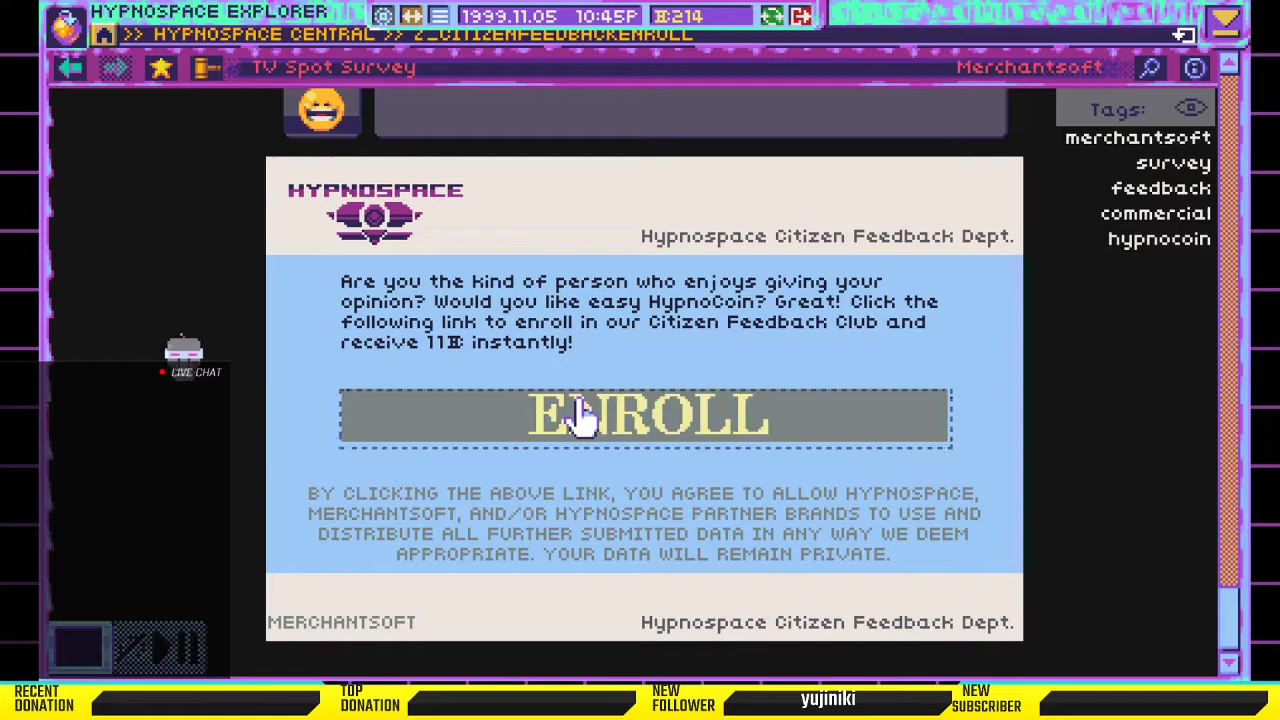 HYPNOSPACE EXPLORER
1999.11.05 10:45P
214
>> HYPNOSPACE CENTRAL >> 2_CITIZENFEEDBACKENROLL
TV Spot Survey
Merchantsoft
Tags:
merchantsoft
survey
feedback
commercial
hypnocoin
HYPNOSPACE
Hypnospace Citizen Feedback Dept.
Are you the kind of person who enjoys giving your
opinion? Would you like easy HypnoCoin? Great! Click the
following link to enroll in our Citizen Feedback Club and
receive 11 instantly!
LIVE CHAT
ENROLL
BY CLICKING THE ABOVE LINK, YOU AGREE TO ALLOW HYPNOSPACE,
MERCHANTSOFT, AND/OR HYPNOSPACE PARTNER BRANDS TO USE AND
DISTRIBUTE ALL FURTHER SUBMITTED DATA IN ANY WAY WE DEEM
APPROPRIATE. YOUR DATA WILL REMAIN PRIVATE.
MERCHANTSOFT
Hypnospace Citizen Feedback Dept.
RECENT
DONATION
TOP
DONATION
NEW
FOLLOWER
yujiniki
NEW
SUBSCRIBER